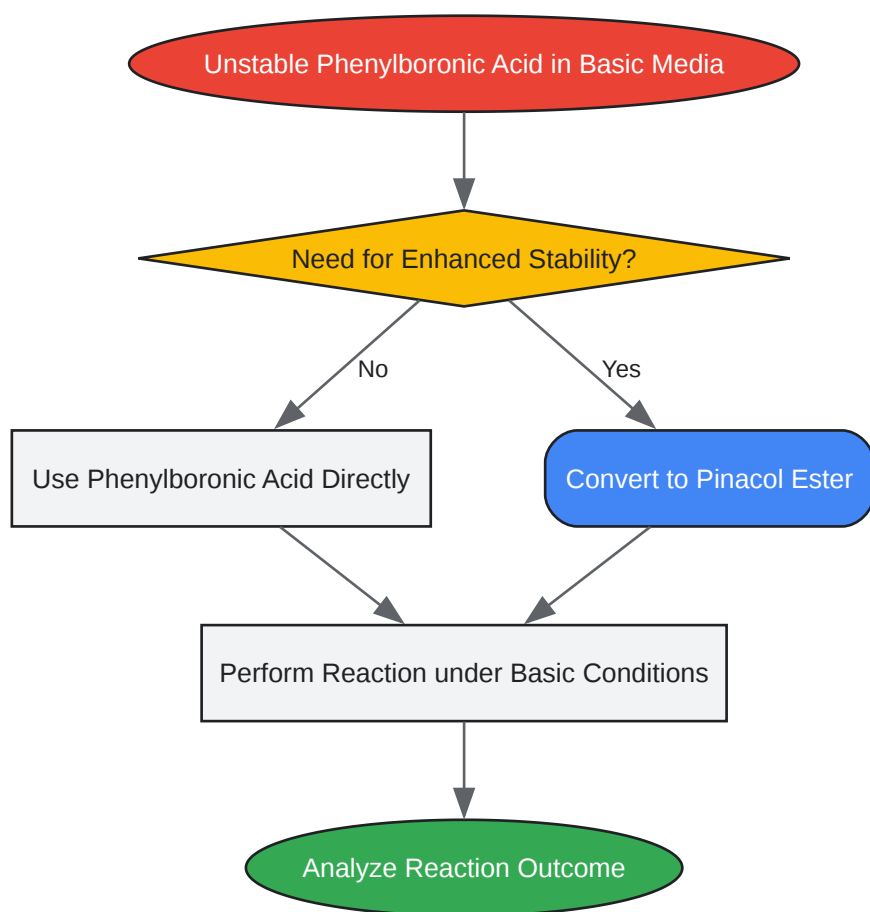 Unstable Phenylboronic Acid in Basic Media
Need for Enhanced Stability?
No
Yes
Use Phenylboronic Acid Directly
Convert to Pinacol Ester
Perform Reaction under Basic Conditions
Analyze Reaction Outcome